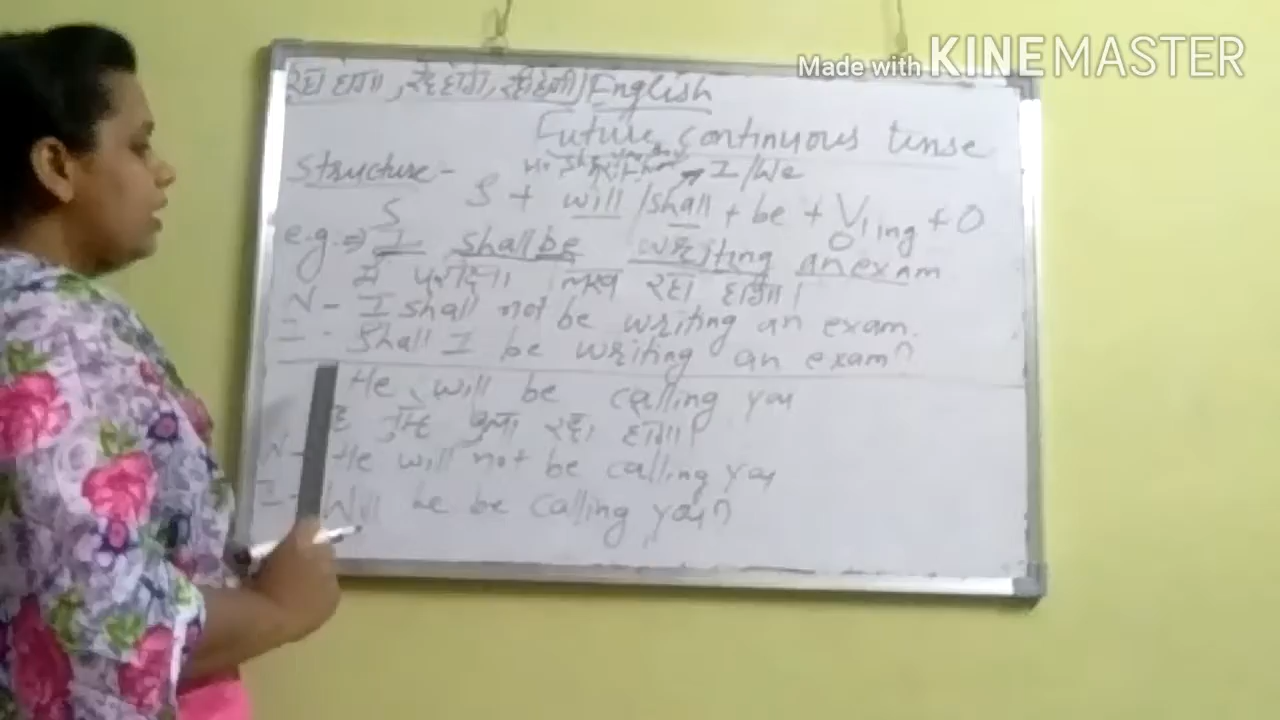 Made with KINEMASTER
रहा होगा, रहे होंगे, रही होगी) English
Future continuous tense
Structure -
→ I/We
S + will / shall + be + V1 ing + O
S O
e.g. ⇒ I shall be writing an exam
मैं परीक्षा लिख रहा होगा।
N - I shall not be writing an exam.
I - Shall I be writing an exam?
He will be calling you
तुम्हें बुला रहा होगा।
N - He will not be calling you
I - Will he be calling you?